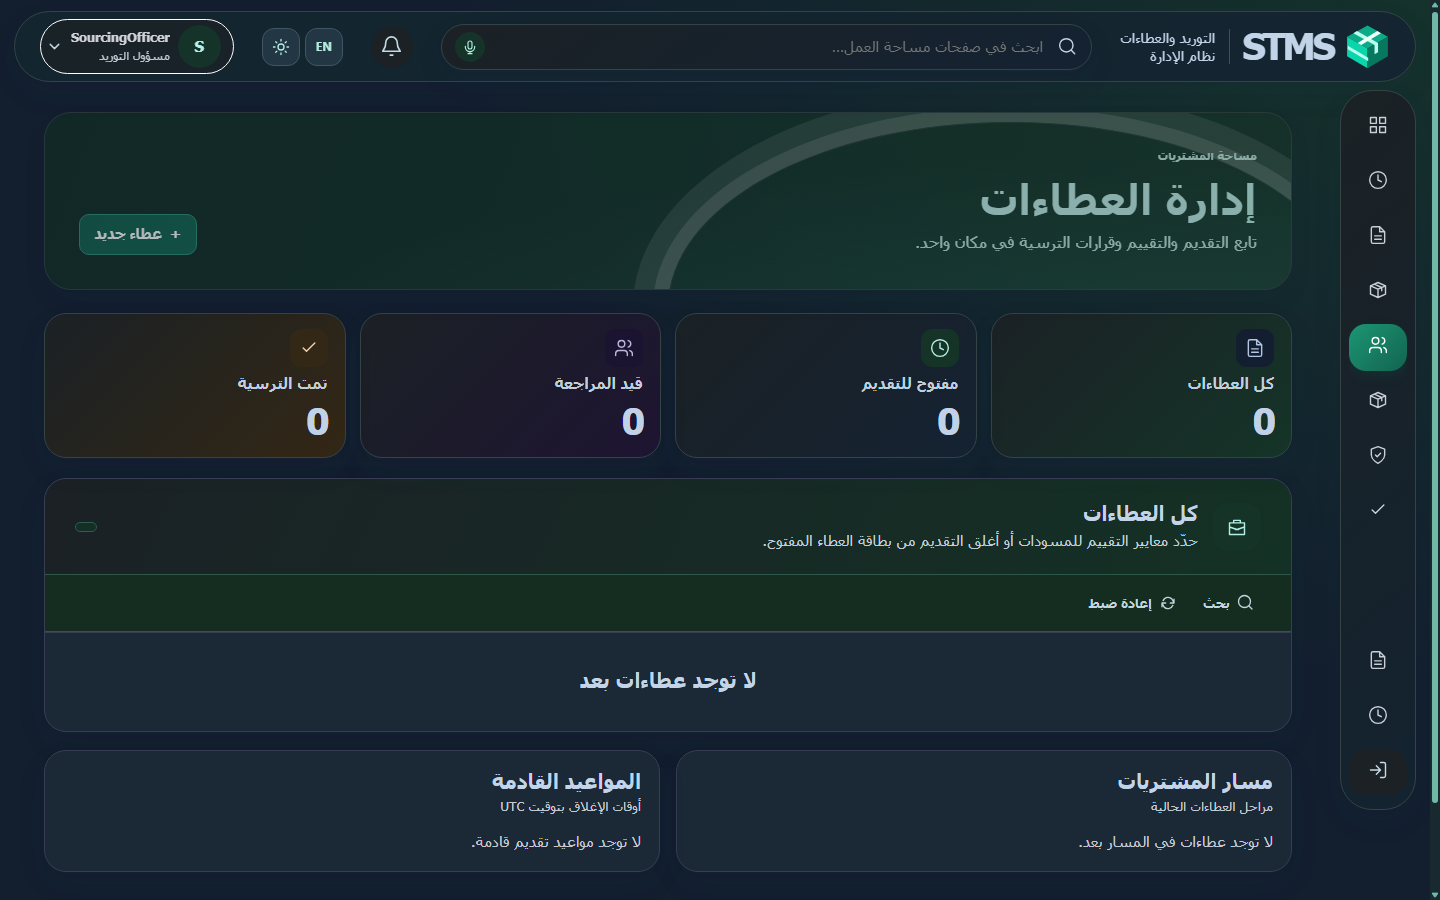 STMS
التوريد والعطاءات
نظام الإدارة
ابحث في صفحات مساحة العمل...
EN
SourcingOfficer
مسؤول التوريد
S
مساحة المشتريات
إدارة العطاءات
تابع التقديم والتقييم وقرارات الترسية في مكان واحد.
+ عطاء جديد
كل العطاءات
0
مفتوح للتقديم
0
قيد المراجعة
0
تمت الترسية
0
كل العطاءات
حدّد معايير التقييم للمسودات أو أغلق التقديم من بطاقة العطاء المفتوح.
بحث
إعادة ضبط
لا توجد عطاءات بعد
مسار المشتريات
مراحل العطاءات الحالية
لا توجد عطاءات في المسار بعد.
المواعيد القادمة
أوقات الإغلاق بتوقيت UTC
لا توجد مواعيد تقديم قادمة.